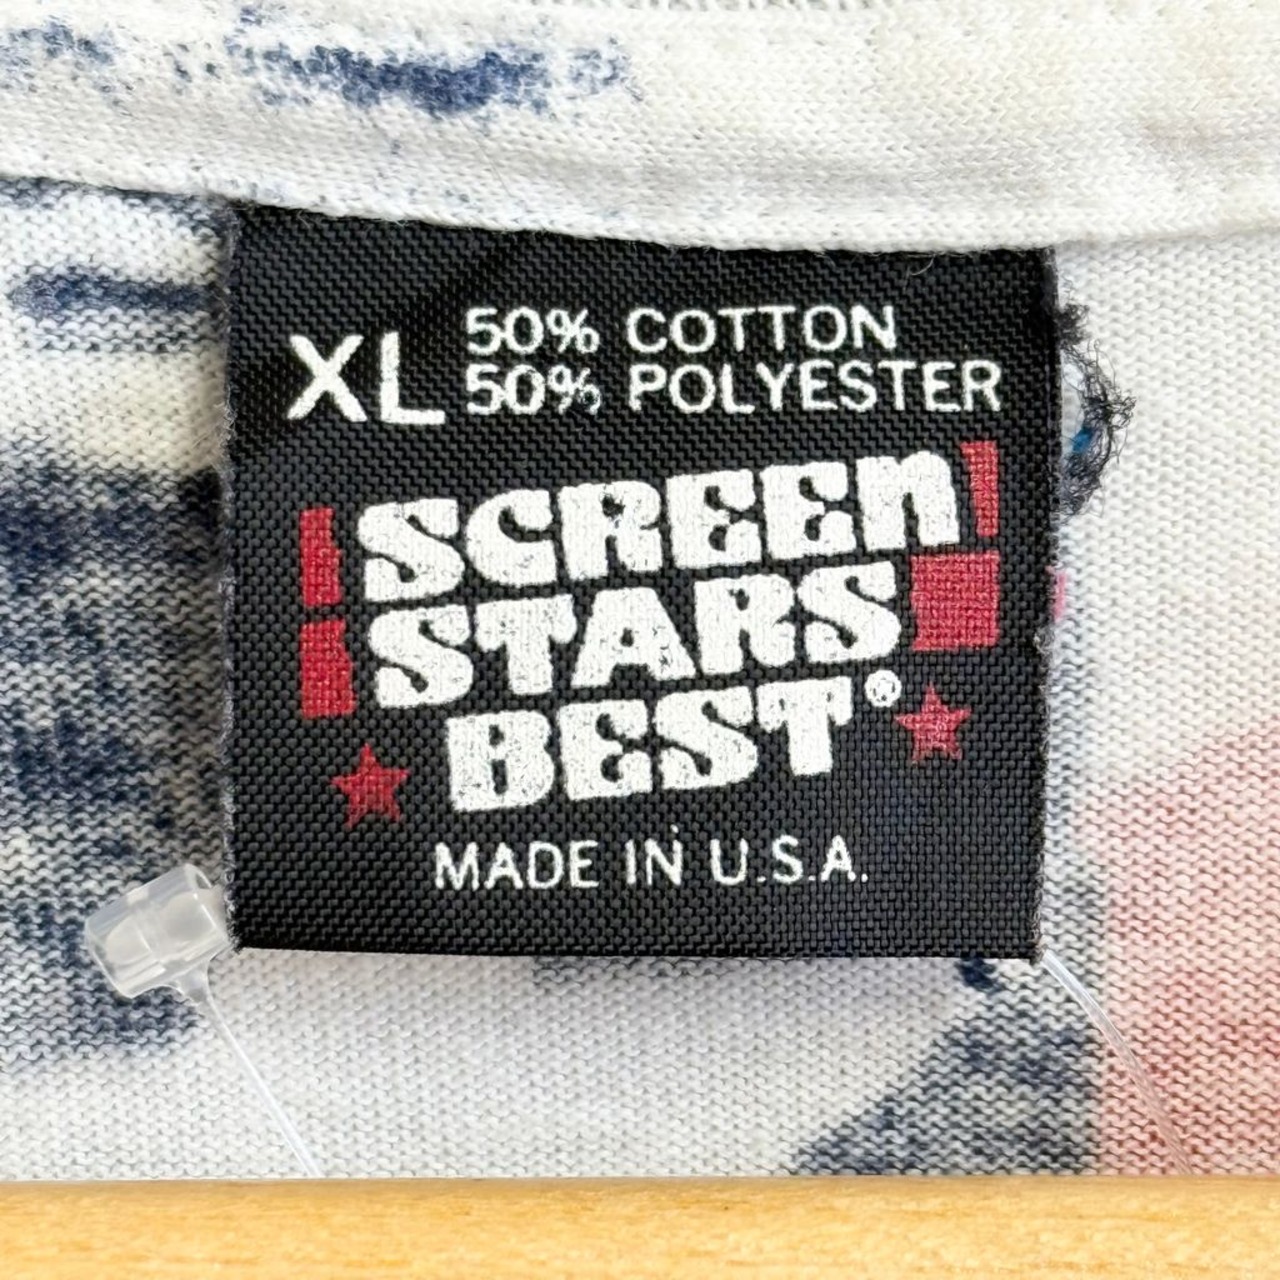 XL 50% COTTON
50% POLYESTER
SCREEN
STARS
BEST®
MADE IN U.S.A.